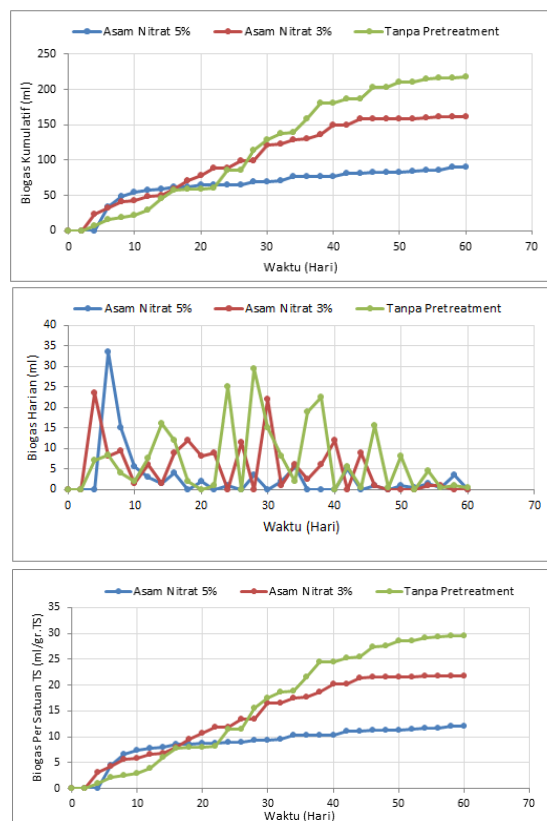 Asam Nitrat 5% Asam Nitrat 3% Tanpa Pretreatment
250
200
150
100
50
0
Biogas Kumulatif (ml)
0 10 20 30 40 50 60 70
Waktu (Hari)
Asam Nitrat 5% Asam Nitrat 3% Tanpa Pretreatment
40
35
30
25
20
15
10
5
0
Biogas Harian (ml)
0 10 20 30 40 50 60 70
Waktu (Hari)
Asam Nitrat 5% Asam Nitrat 3% Tanpa Pretreatment
35
30
25
20
15
10
5
0
Biogas Per Satuan TS (ml/gr.TS)
0 10 20 30 40 50 60 70
Waktu (Hari)